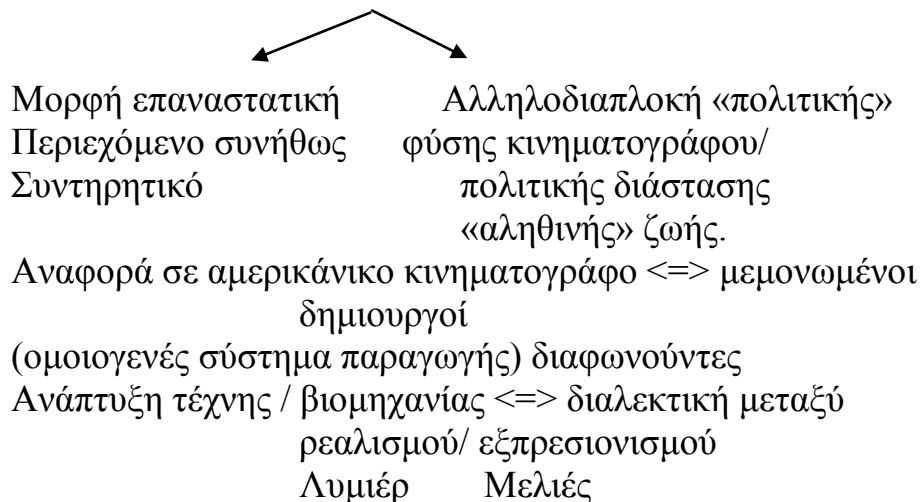 Μορφή επαναστατική Αλληλοδιαπλοκή «πολιτικής»
Περιεχόμενο συνήθως φύσης κινηματογράφου/
Συντηρητικό πολιτικής διάστασης
«αληθινής» ζωής.
Αναφορά σε αμερικάνικο κινηματογράφο <=> μεμονωμένοι
δημιουργοί
(ομοιογενές σύστημα παραγωγής) διαφωνούντες
Ανάπτυξη τέχνης / βιομηχανίας <=> διαλεκτική μεταξύ
ρεαλισμού/ εξπρεσιονισμού
Λυμιέρ Μελιές